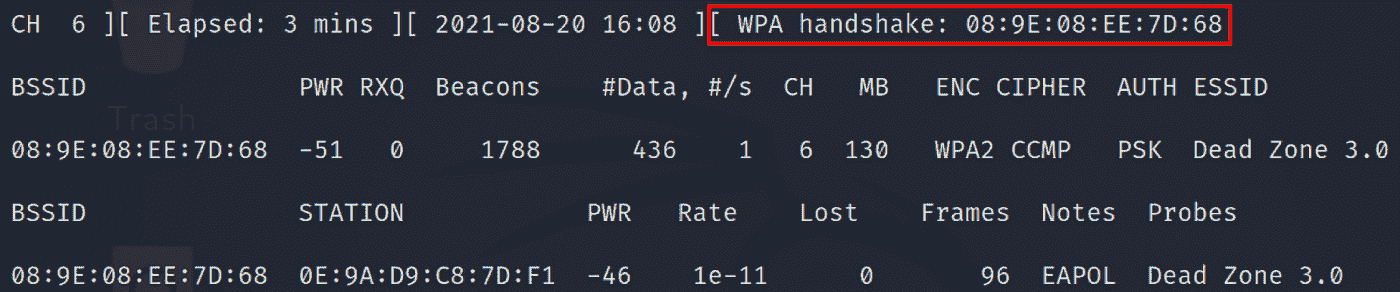 CH 6 ][ Elapsed: 3 mins ][ 2021-08-20 16:08 ][ WPA handshake: 08:9E:08:EE:7D:68
BSSID PWR RXQ Beacons #Data, #/s CH MB ENC CIPHER AUTH ESSID
Trash
08:9E:08:EE:7D:68 -51 0 1788 436 1 6 130 WPA2 CCMP PSK Dead Zone 3.0
BSSID STATION PWR Rate Lost Frames Notes Probes
08:9E:08:EE:7D:68 0E:9A:D9:C8:7D:F1 -46 1e-11 0 96 EAPOL Dead Zone 3.0